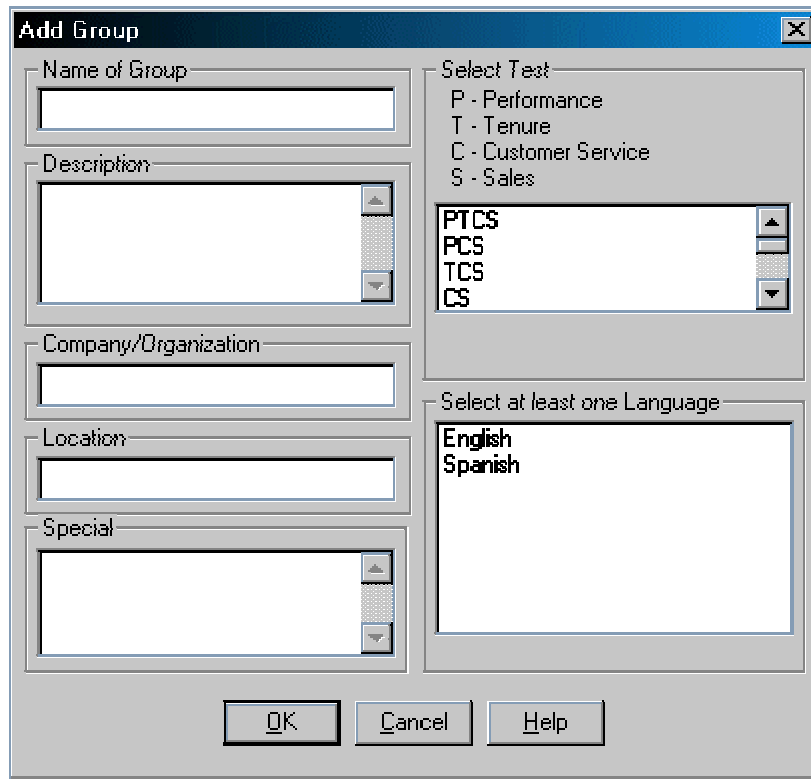 Add Group
Name of Group
Description
Company/Organization
Location
Special
Select Test
P - Performance
T - Tenure
C - Customer Service
S - Sales
PTCS
PCS
TCS
CS
Select at least one Language
English
Spanish
OK
Cancel
Help